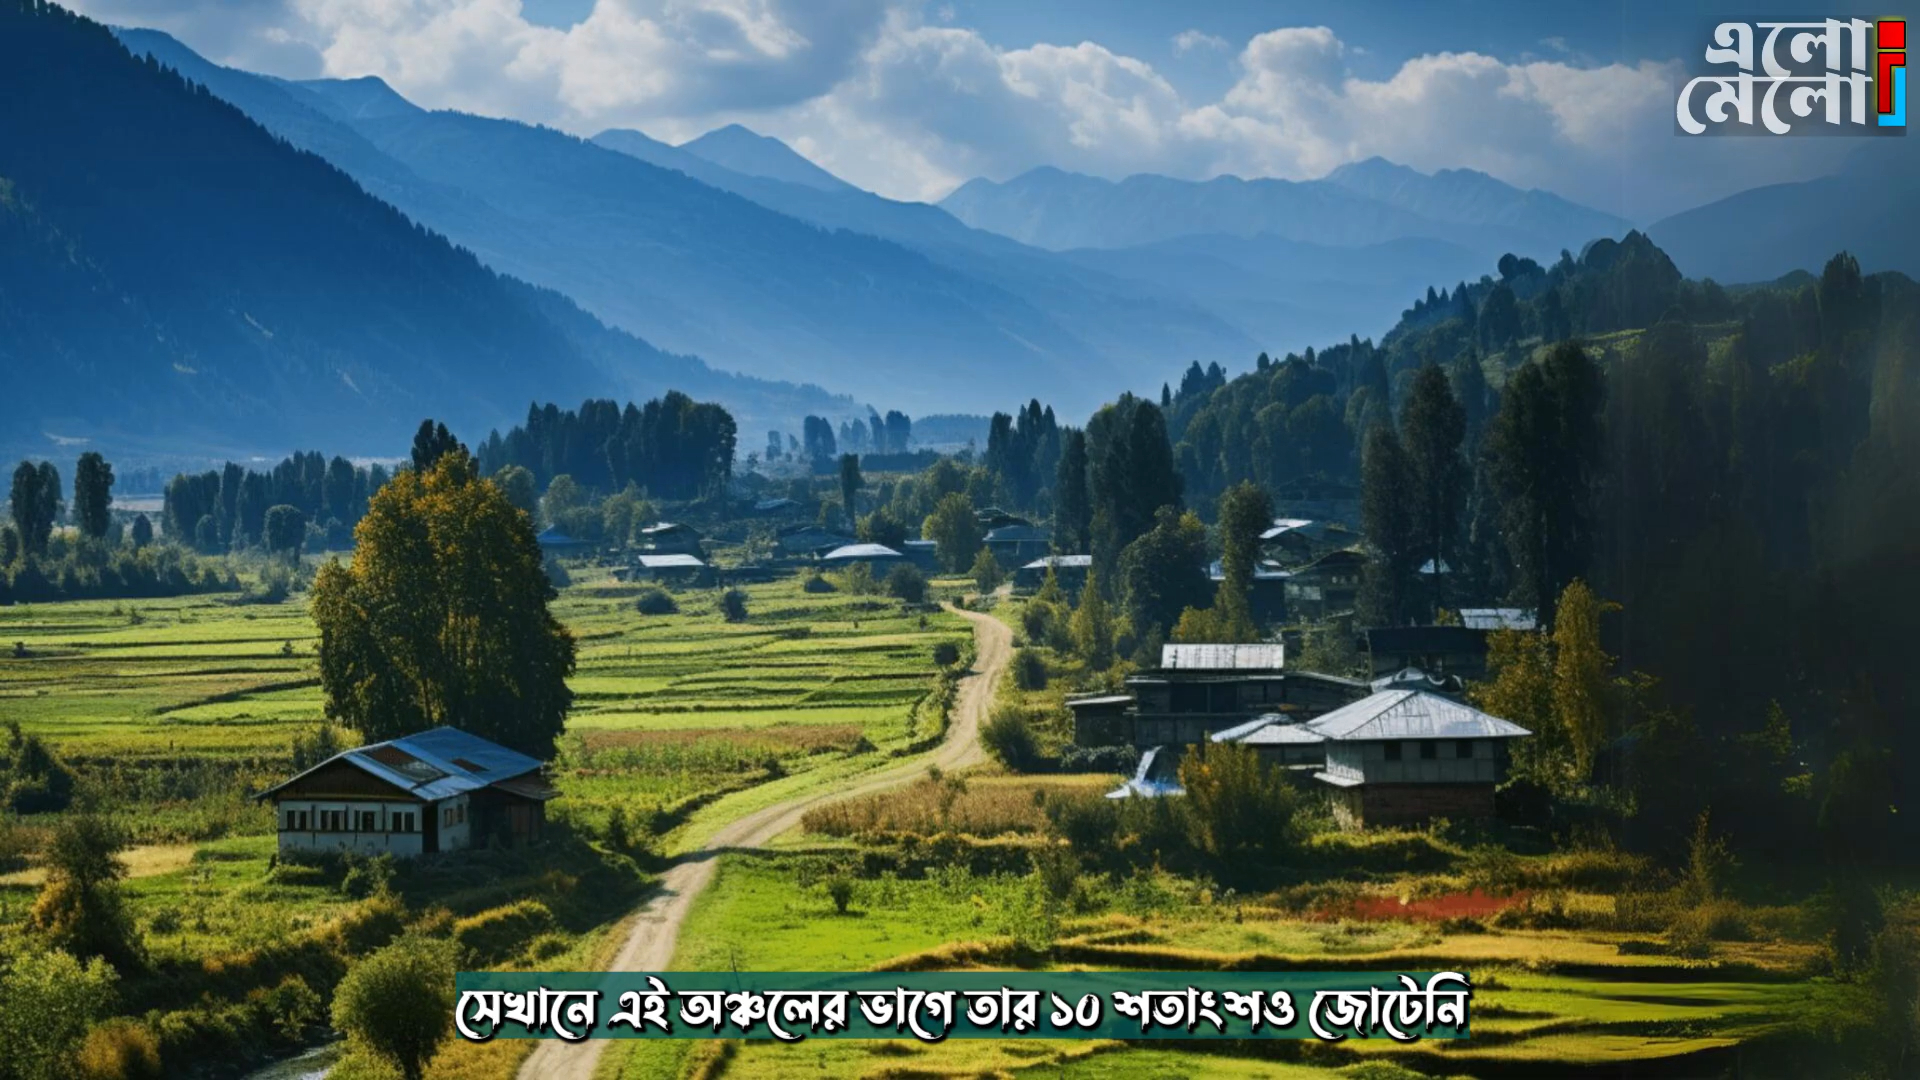 এলো
মেলো
সেখানে এই অঞ্চলের ভাগে তার ১০ শতাংশও জোটেনি